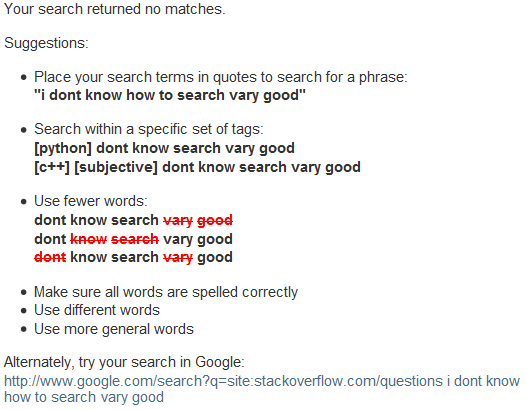 Your search returned no matches.
Suggestions:
Place your search terms in quotes to search for a phrase:
"i dont know how to search vary good"
Search within a specific set of tags:
[python] dont know search vary good
[c++] [subjective] dont know search vary good
Use fewer words:
dont know search vary good
dont know search vary good
dont know search vary good
Make sure all words are spelled correctly
Use different words
Use more general words
Alternately, try your search in Google:
http://www.google.com/search?q=site:stackoverflow.com/questions i dont know
how to search vary good